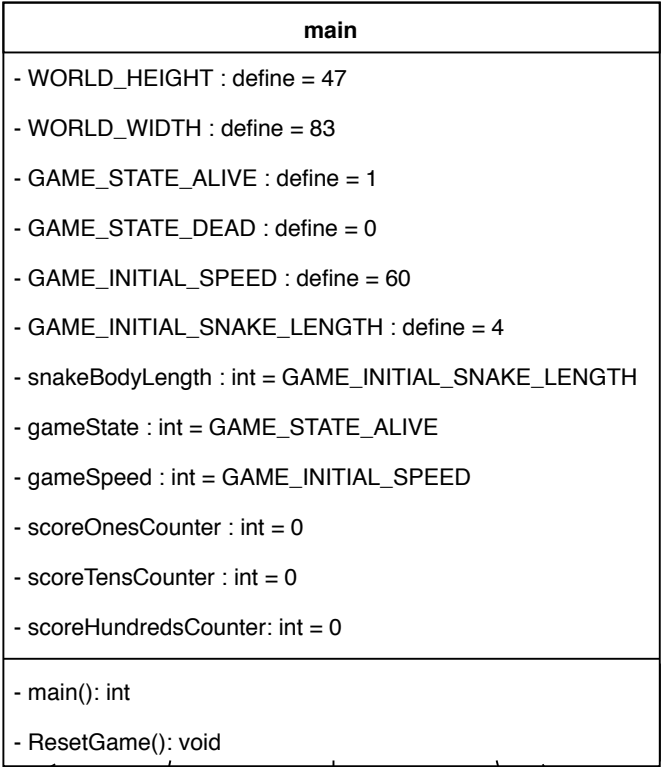 main
- WORLD_HEIGHT : define = 47
- WORLD_WIDTH : define = 83
- GAME_STATE_ALIVE : define = 1
- GAME_STATE_DEAD : define = 0
- GAME_INITIAL_SPEED : define = 60
- GAME_INITIAL_SNAKE_LENGTH : define = 4
- snakeBodyLength : int = GAME_INITIAL_SNAKE_LENGTH
- gameState : int = GAME_STATE_ALIVE
- gameSpeed : int = GAME_INITIAL_SPEED
- scoreOnesCounter : int = 0
- scoreTensCounter : int = 0
- scoreHundredsCounter: int = 0
- main(): int
- ResetGame(): void